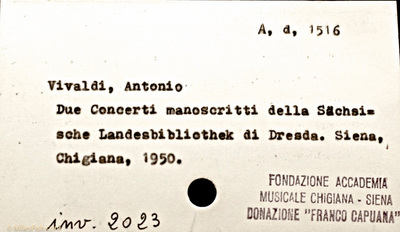 A, d, 1516
Vivaldi, Antonio
Due Concerti manoscritti della Sächsi=
sche Landesbibliothek di Dresda. Siena,
Chigiana, 1950.
FONDAZIONE ACCADEMIA
MUSICALE CHIGIANA - SIENA
DONAZIONE "FRANCO CAPUANA"
inv. 2023